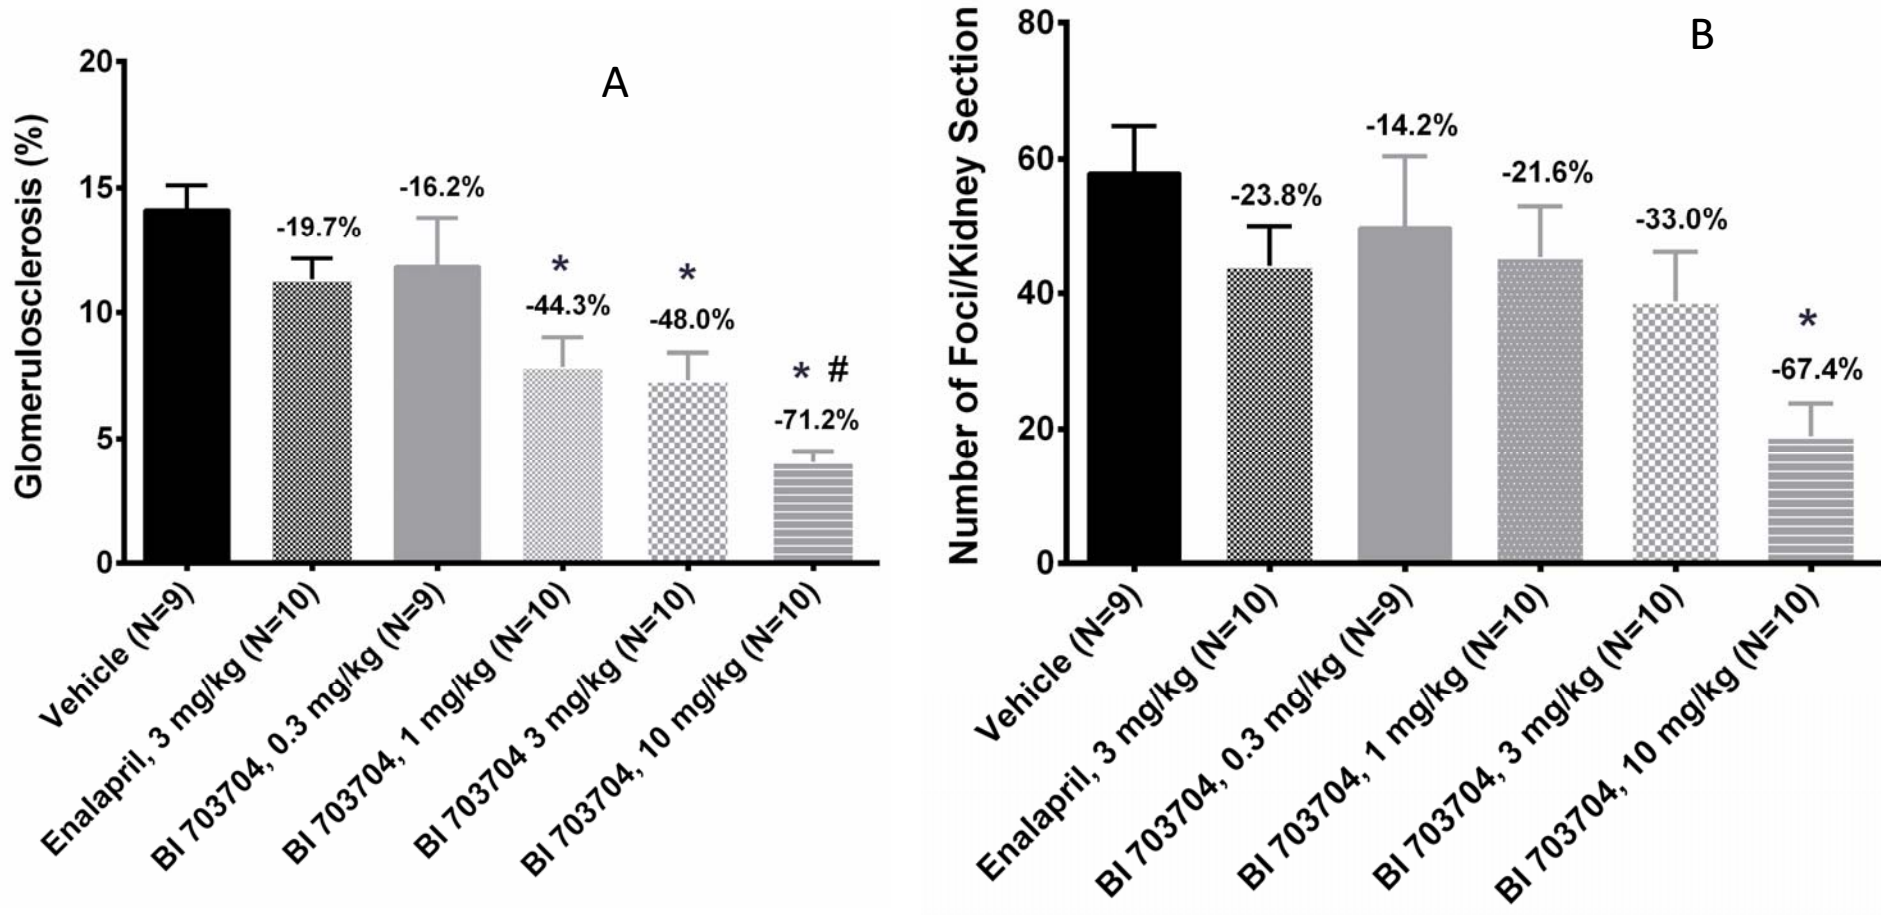 A
Glomerulosclerosis (%)
20
15
10
5
0
-19.7%
-16.2%
*
-44.3%
*
-48.0%
* #
-71.2%
Vehicle (N=9)
Enalapril, 3 mg/kg (N=10)
BI 703704, 0.3 mg/kg (N=9)
BI 703704, 1 mg/kg (N=10)
BI 703704 3 mg/kg (N=10)
BI 703704, 10 mg/kg (N=10)
B
Number of Foci/Kidney Section
80
60
40
20
0
-23.8%
-14.2%
-21.6%
-33.0%
*
-67.4%
Vehicle (N=9)
Enalapril, 3 mg/kg (N=10)
BI 703704, 0.3 mg/kg (N=9)
BI 703704, 1 mg/kg (N=10)
BI 703704, 3 mg/kg (N=10)
BI 703704, 10 mg/kg (N=10)